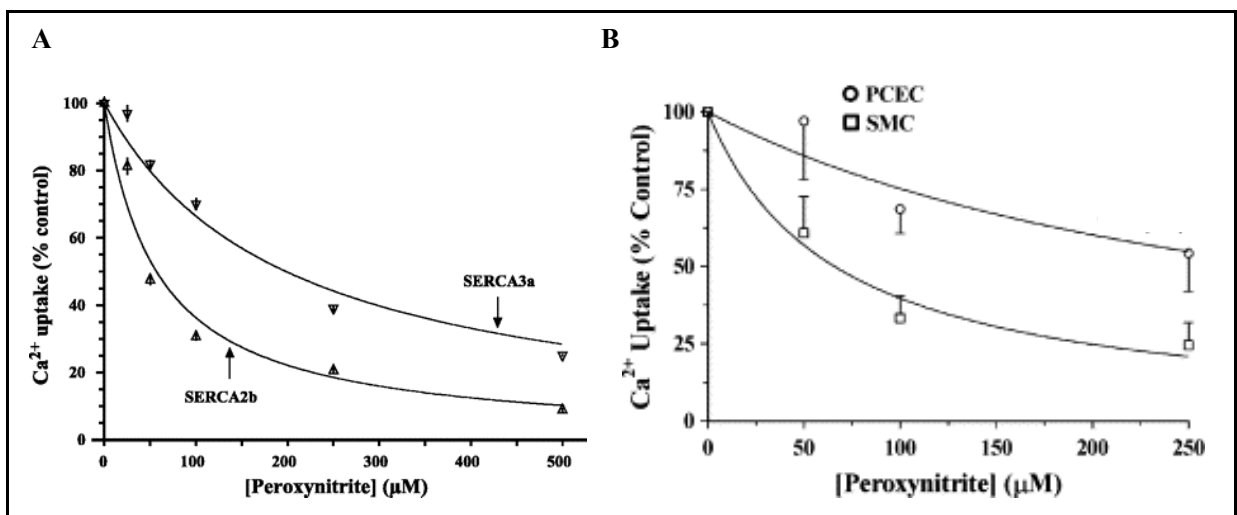 A
Ca2+ uptake (% control)
100
80
60
40
20
0
SERCA3a
SERCA2b
0 100 200 300 400 500
[Peroxynitrite] (µM)
B
PCEC
SMC
Ca2+ Uptake (% Control)
100
75
50
25
0
0 50 100 150 200 250
[Peroxynitrite] (µM)